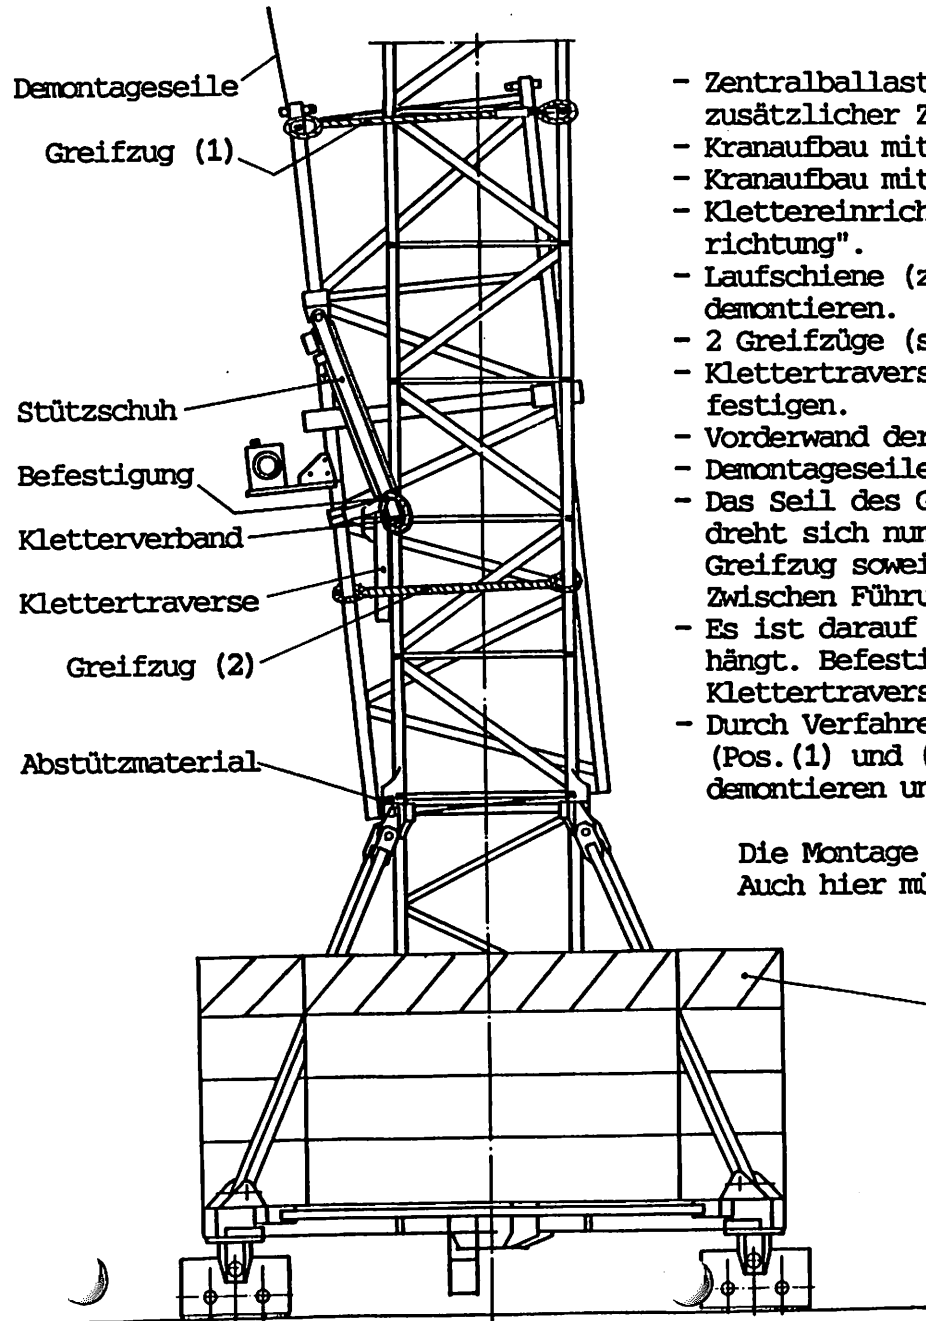 Demontageseile
Greifzug (1)
Stützschuh
Befestigung
Kletterverband
Klettertraverse
Greifzug (2)
Abstützmaterial
- Zentralballast
zusätzlicher Z
- Kranaufbau mit
- Kranaufbau mit
- Klettereinrich
richtung".
- Laufschiene (z
demontieren.
- 2 Greifzüge (s
- Klettertravers
festigen.
- Vorderwand der
- Demontageseile
- Das Seil des G
dreht sich nur
Greifzug sowei
Zwischen Führu
- Es ist darauf
hängt. Befesti
Klettertravers
- Durch Verfahre
(Pos.(1) und (
demontieren un
Die Montage
Auch hier mü